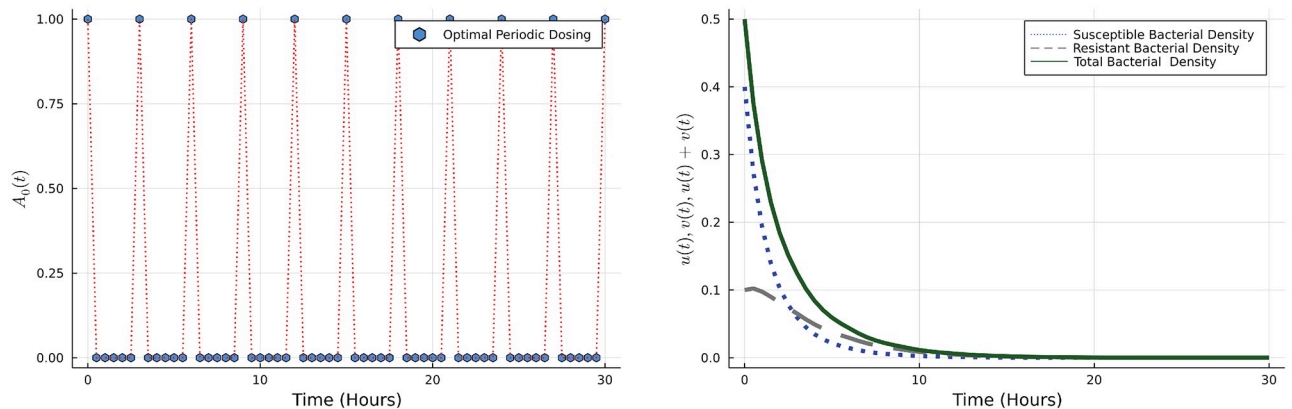 1.00
0.75
0.50
0.25
0.00
A₀(t)
Optimal Periodic Dosing
0 10 20 30
Time (Hours)
0.5
0.4
0.3
0.2
0.1
0.0
u(t), v(t), u(t) + v(t)
Susceptible Bacterial Density
Resistant Bacterial Density
Total Bacterial Density
0 10 20 30
Time (Hours)